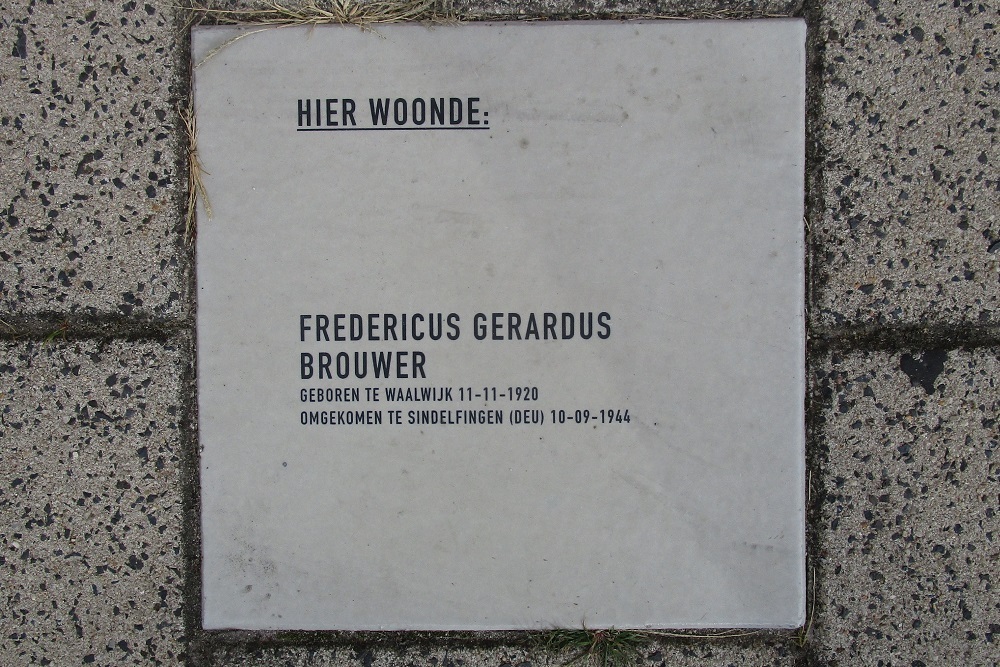 HIER WOONDE:
FREDERICUS GERARDUS
BROUWER
GEBOREN TE WAALWIJK 11-11-1920
OMGEKOMEN TE SINDELFINGEN (DEU) 10-09-1944